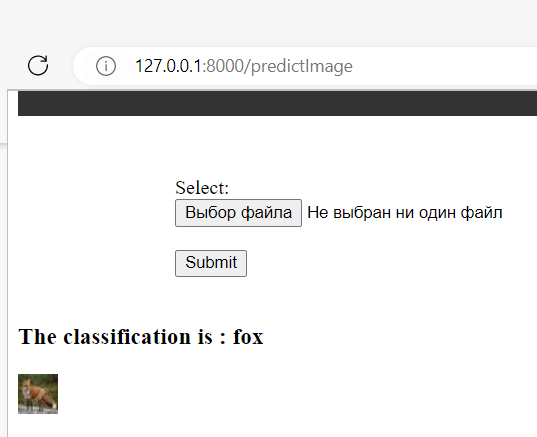 127.0.0.1:8000/predictImage
Select:
Выбор файла Не выбран ни один файл
Submit
The classification is : fox